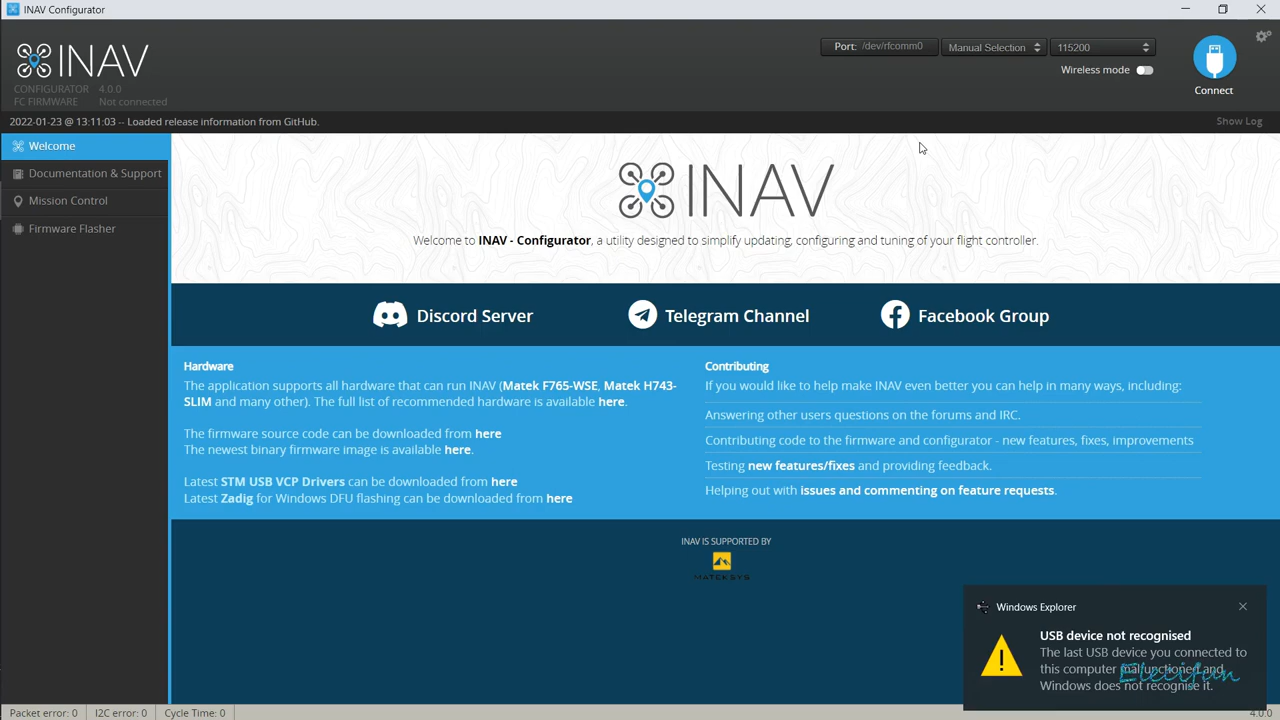 INAV Configurator
INAV
CONFIGURATOR 4.0.0
FC FIRMWARE Not connected
Port: /dev/rfcomm0
Manual Selection
115200
Wireless mode
Connect
2022-01-23 @ 13:11:03 -- Loaded release information from GitHub.
Show Log
Welcome
Documentation & Support
Mission Control
Firmware Flasher
INAV
Welcome to INAV - Configurator, a utility designed to simplify updating, configuring and tuning of your flight controller.
Discord Server
Telegram Channel
Facebook Group
Hardware
The application supports all hardware that can run INAV (Matek F765-WSE, Matek H743-
SLIM and many other). The full list of recommended hardware is available here.
The firmware source code can be downloaded from here
The newest binary firmware image is available here.
Latest STM USB VCP Drivers can be downloaded from here
Latest Zadig for Windows DFU flashing can be downloaded from here
Contributing
If you would like to help make INAV even better you can help in many ways, including:
Answering other users questions on the forums and IRC.
Contributing code to the firmware and configurator - new features, fixes, improvements
Testing new features/fixes and providing feedback.
Helping out with issues and commenting on feature requests.
INAV IS SUPPORTED BY
MATEKSYS
Windows Explorer
USB device not recognised
The last USB device you connected to
this computer malfunctioned and
Windows does not recognise it.
Elecifun
Packet error: 0
I2C error: 0
Cycle Time: 0
4.0.0